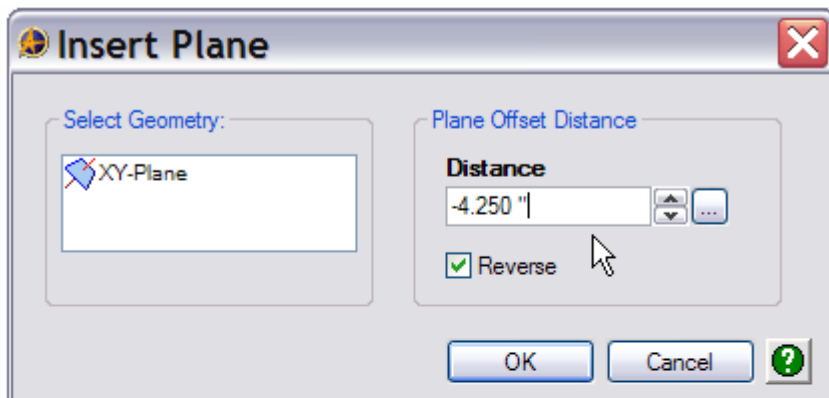 Insert Plane
Select Geometry:
XY-Plane
Plane Offset Distance
Distance
-4.250 "
...
Reverse
OK
Cancel
?